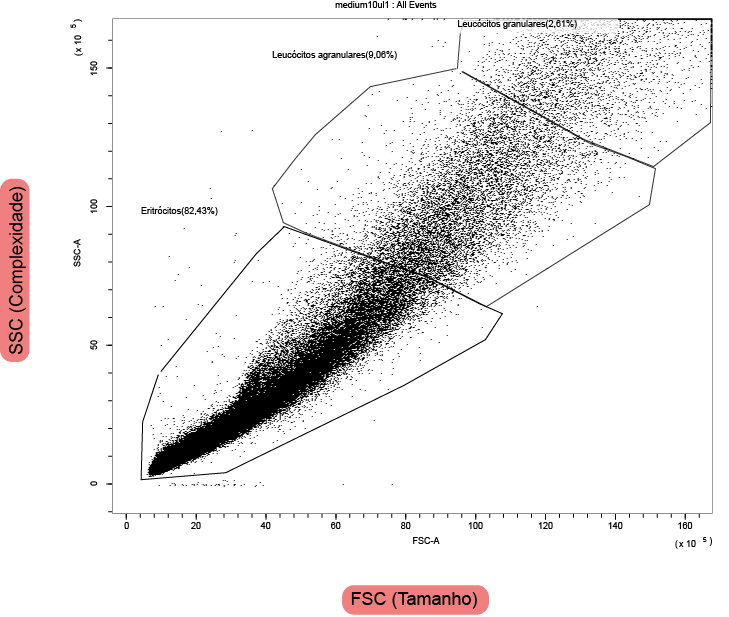 medium10ul1 : All Events
Leucócitos granulares(2,61%)
Leucócitos agranulares(9,06%)
Eritrócitos(82,43%)
(x 10 5)
150
100
50
0
SSC-A
SSC (Complexidade)
0 20 40 60 80 100 120 140 160
FSC-A
(x 10 5)
FSC (Tamanho)